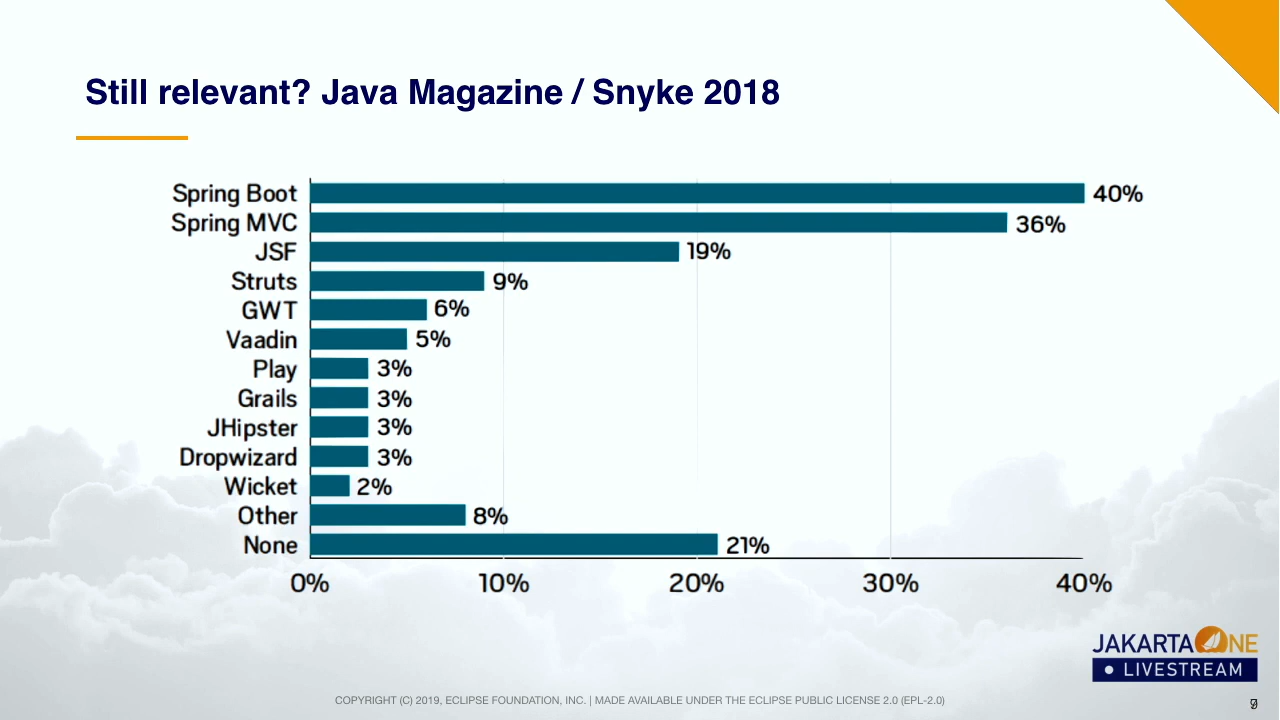 Still relevant? Java Magazine / Snyke 2018
Spring Boot 40%
Spring MVC 36%
JSF 19%
Struts 9%
GWT 6%
Vaadin 5%
Play 3%
Grails 3%
JHipster 3%
Dropwizard 3%
Wicket 2%
Other 8%
None 21%
0% 10% 20% 30% 40%
JAKARTA ONE
LIVESTREAM
COPYRIGHT (C) 2019, ECLIPSE FOUNDATION, INC. | MADE AVAILABLE UNDER THE ECLIPSE PUBLIC LICENSE 2.0 (EPL-2.0)